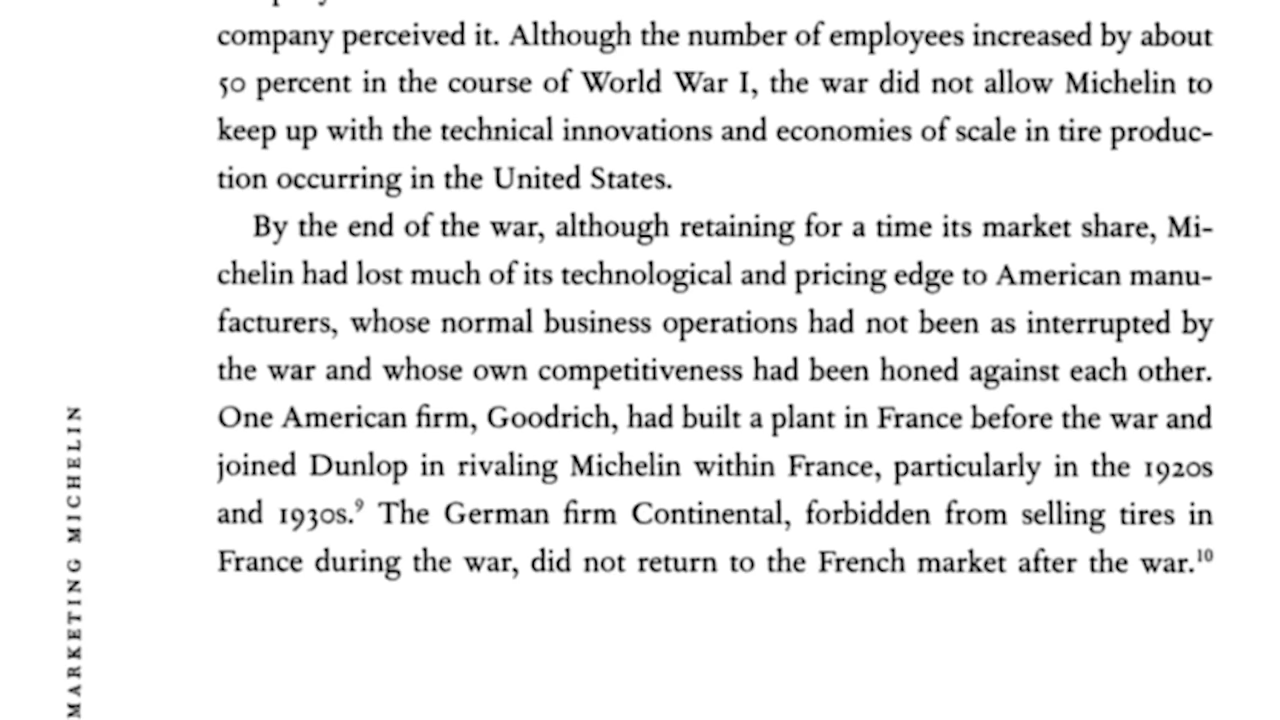 company perceived it. Although the number of employees increased by about
50 percent in the course of World War I, the war did not allow Michelin to
keep up with the technical innovations and economies of scale in tire produc-
tion occurring in the United States.
By the end of the war, although retaining for a time its market share, Mi-
chelin had lost much of its technological and pricing edge to American manu-
facturers, whose normal business operations had not been as interrupted by
the war and whose own competitiveness had been honed against each other.
One American firm, Goodrich, had built a plant in France before the war and
joined Dunlop in rivaling Michelin within France, particularly in the 1920s
and 1930s.⁹ The German firm Continental, forbidden from selling tires in
France during the war, did not return to the French market after the war.¹⁰
MARKETING MICHELIN